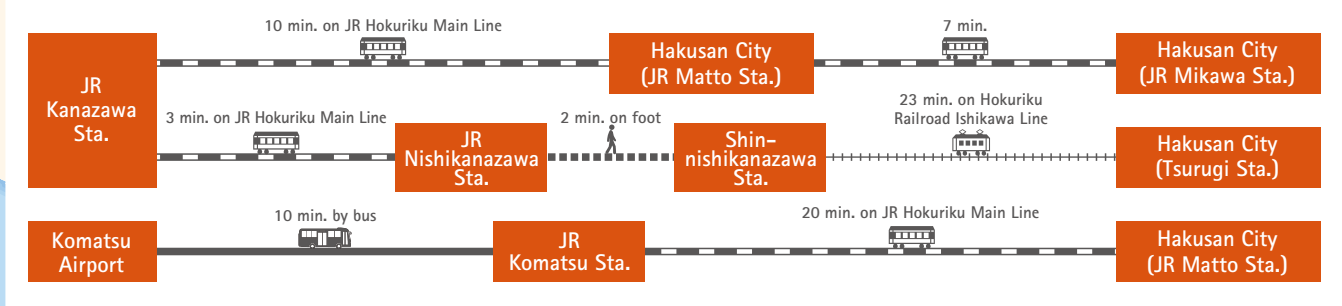 10 min. on JR Hokuriku Main Line
7 min.
JR
Kanazawa
Sta.
Hakusan City
(JR Matto Sta.)
Hakusan City
(JR Mikawa Sta.)
3 min. on JR Hokuriku Main Line
2 min. on foot
23 min. on Hokuriku
Railroad Ishikawa Line
JR
Nishikanazawa
Sta.
Shin-
nishikanazawa
Sta.
Hakusan City
(Tsurugi Sta.)
10 min. by bus
20 min. on JR Hokuriku Main Line
Komatsu
Airport
JR
Komatsu Sta.
Hakusan City
(JR Matto Sta.)